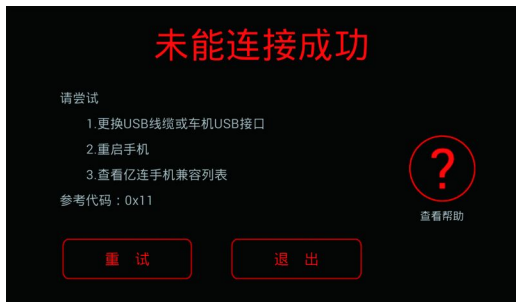 未能连接成功
请尝试
1.更换USB线缆或车机USB接口
2.重启手机
3.查看亿连手机兼容列表
参考代码：0x11
?
查看帮助
重 试
退 出